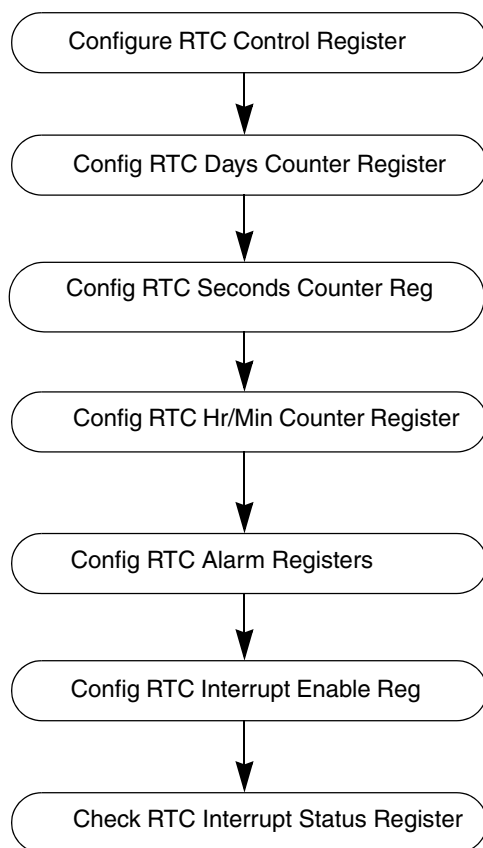 Configure RTC Control Register
Config RTC Days Counter Register
Config RTC Seconds Counter Reg
Config RTC Hr/Min Counter Register
Config RTC Alarm Registers
Config RTC Interrupt Enable Reg
Check RTC Interrupt Status Register